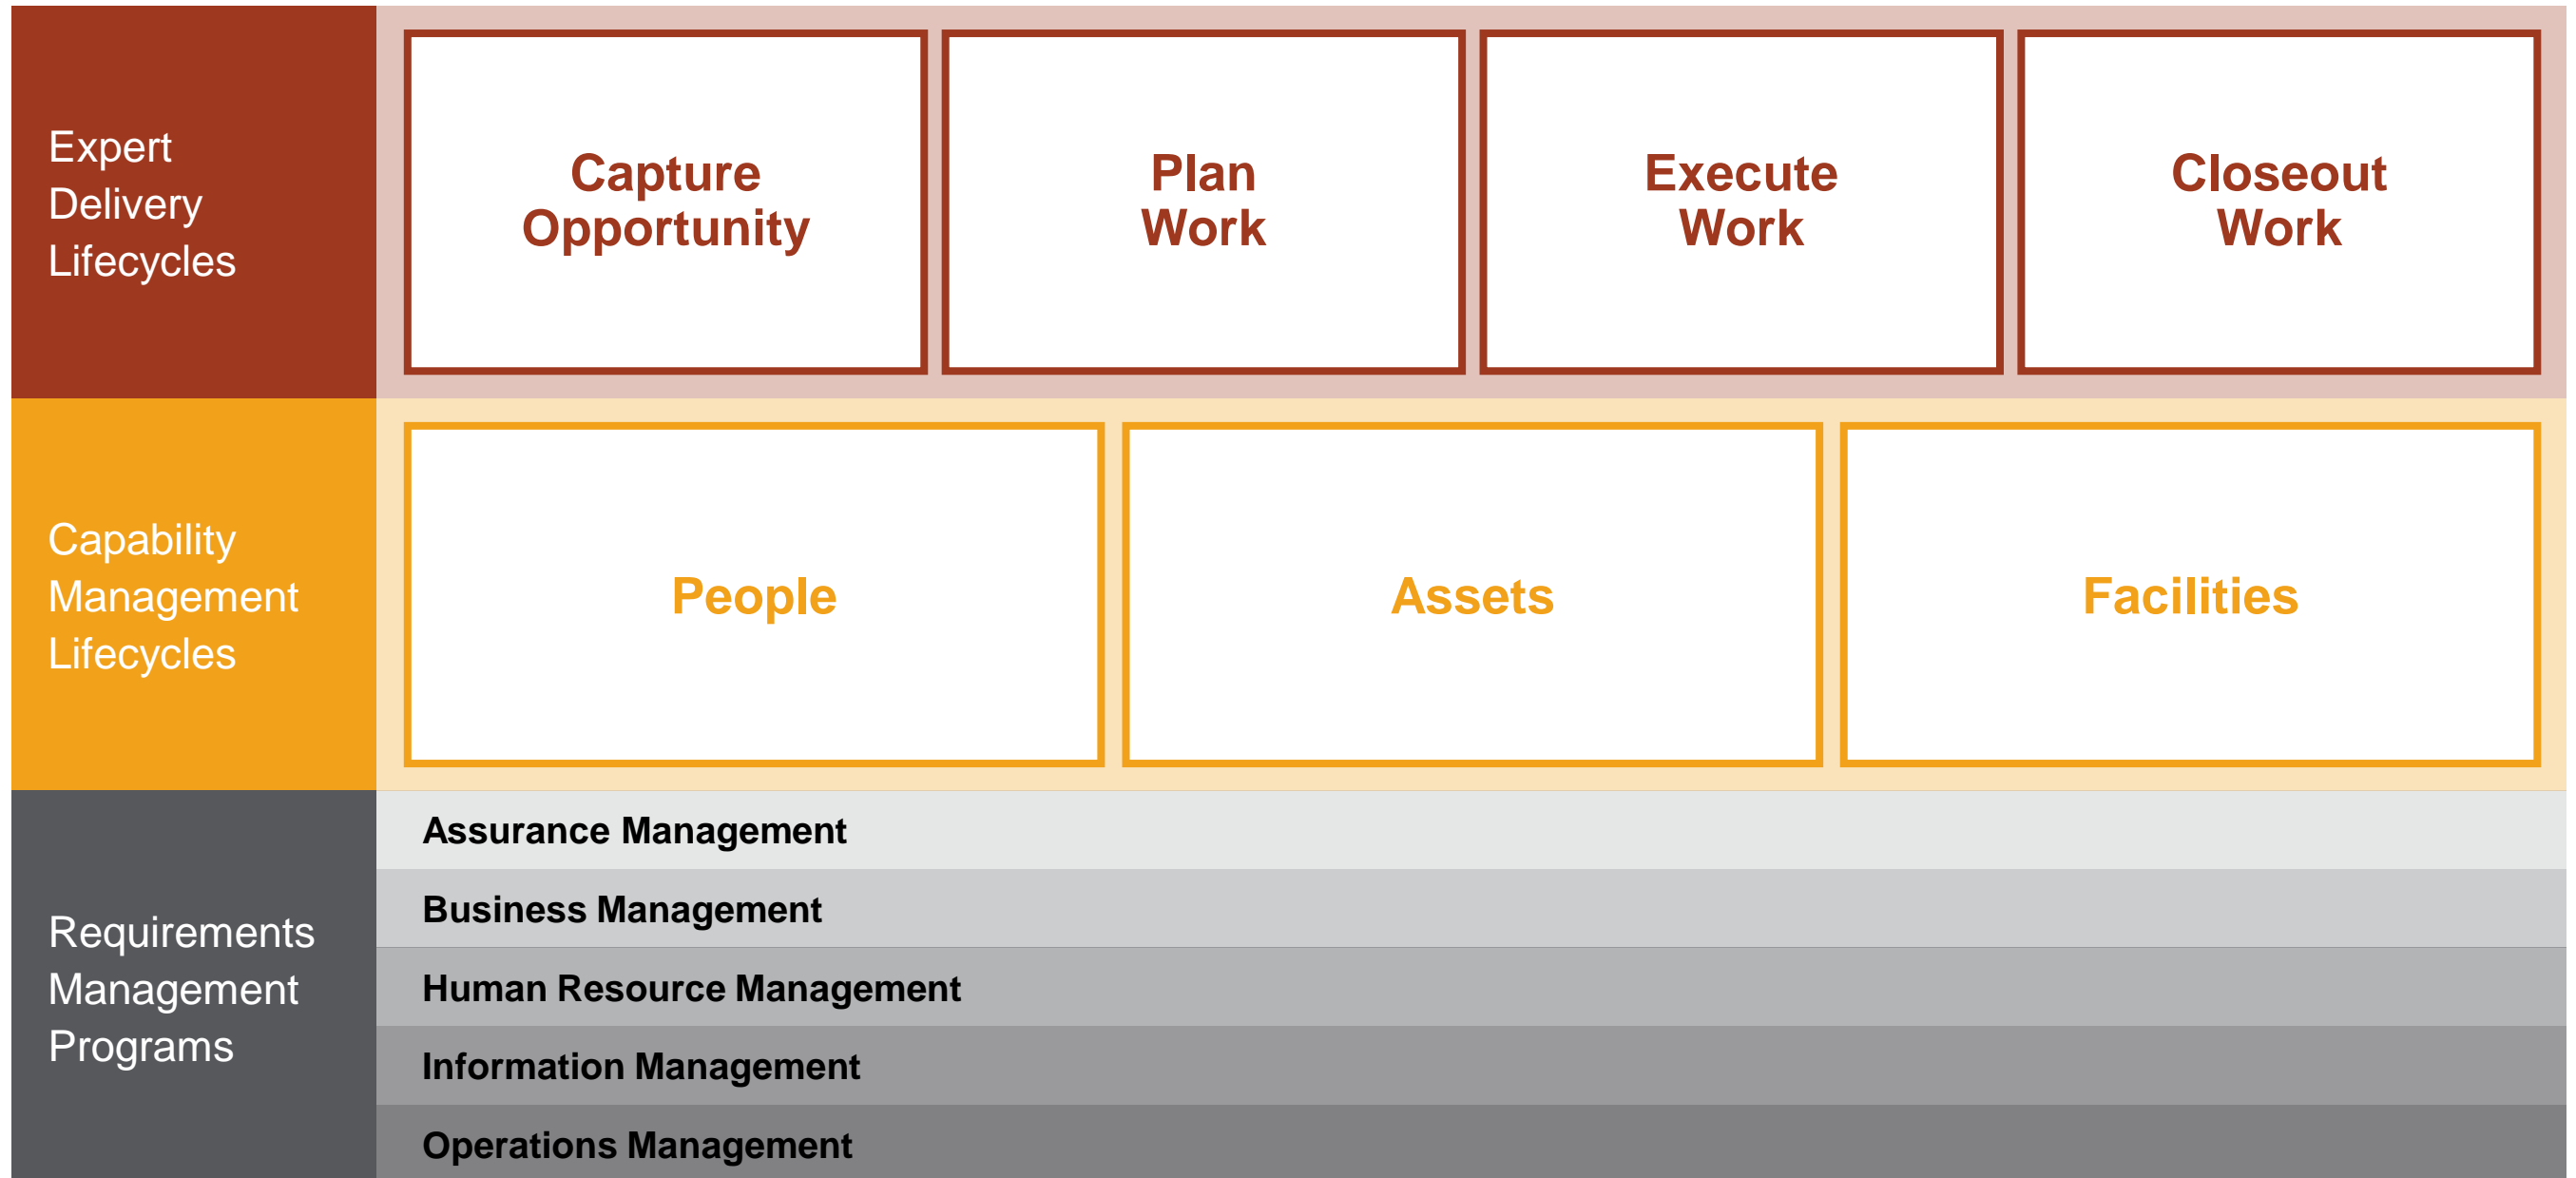 Expert
Delivery
Lifecycles
Capture
Opportunity
Plan
Work
Execute
Work
Closeout
Work
Capability
Management
Lifecycles
People
Assets
Facilities
Requirements
Management
Programs
Assurance Management
Business Management
Human Resource Management
Information Management
Operations Management